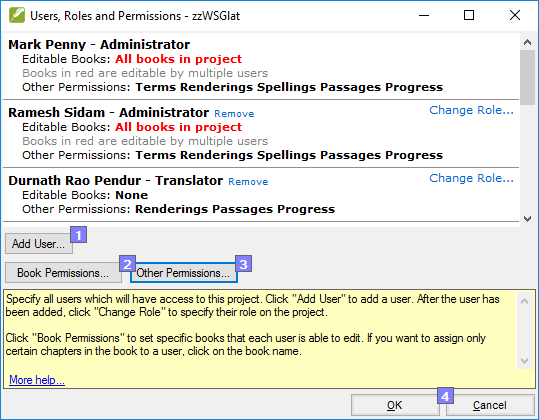 Users, Roles and Permissions - zzWSGlat
Mark Penny - Administrator
Editable Books: All books in project
Books in red are editable by multiple users
Other Permissions: Terms Renderings Spellings Passages Progress
Ramesh Sidam - Administrator Remove Change Role...
Editable Books: All books in project
Books in red are editable by multiple users
Other Permissions: Terms Renderings Spellings Passages Progress
Durnath Rao Pendur - Translator Remove Change Role...
Editable Books: None
Other Permissions: Renderings Passages Progress
Add User... 1
Book Permissions... 2 Other Permissions... 3
Specify all users which will have access to this project. Click "Add User" to add a user. After the user has
been added, click "Change Role" to specify their role on the project.
Click "Book Permissions" to set specific books that each user is able to edit. If you want to assign only
certain chapters in the book to a user, click on the book name.
More help...
OK 4 Cancel